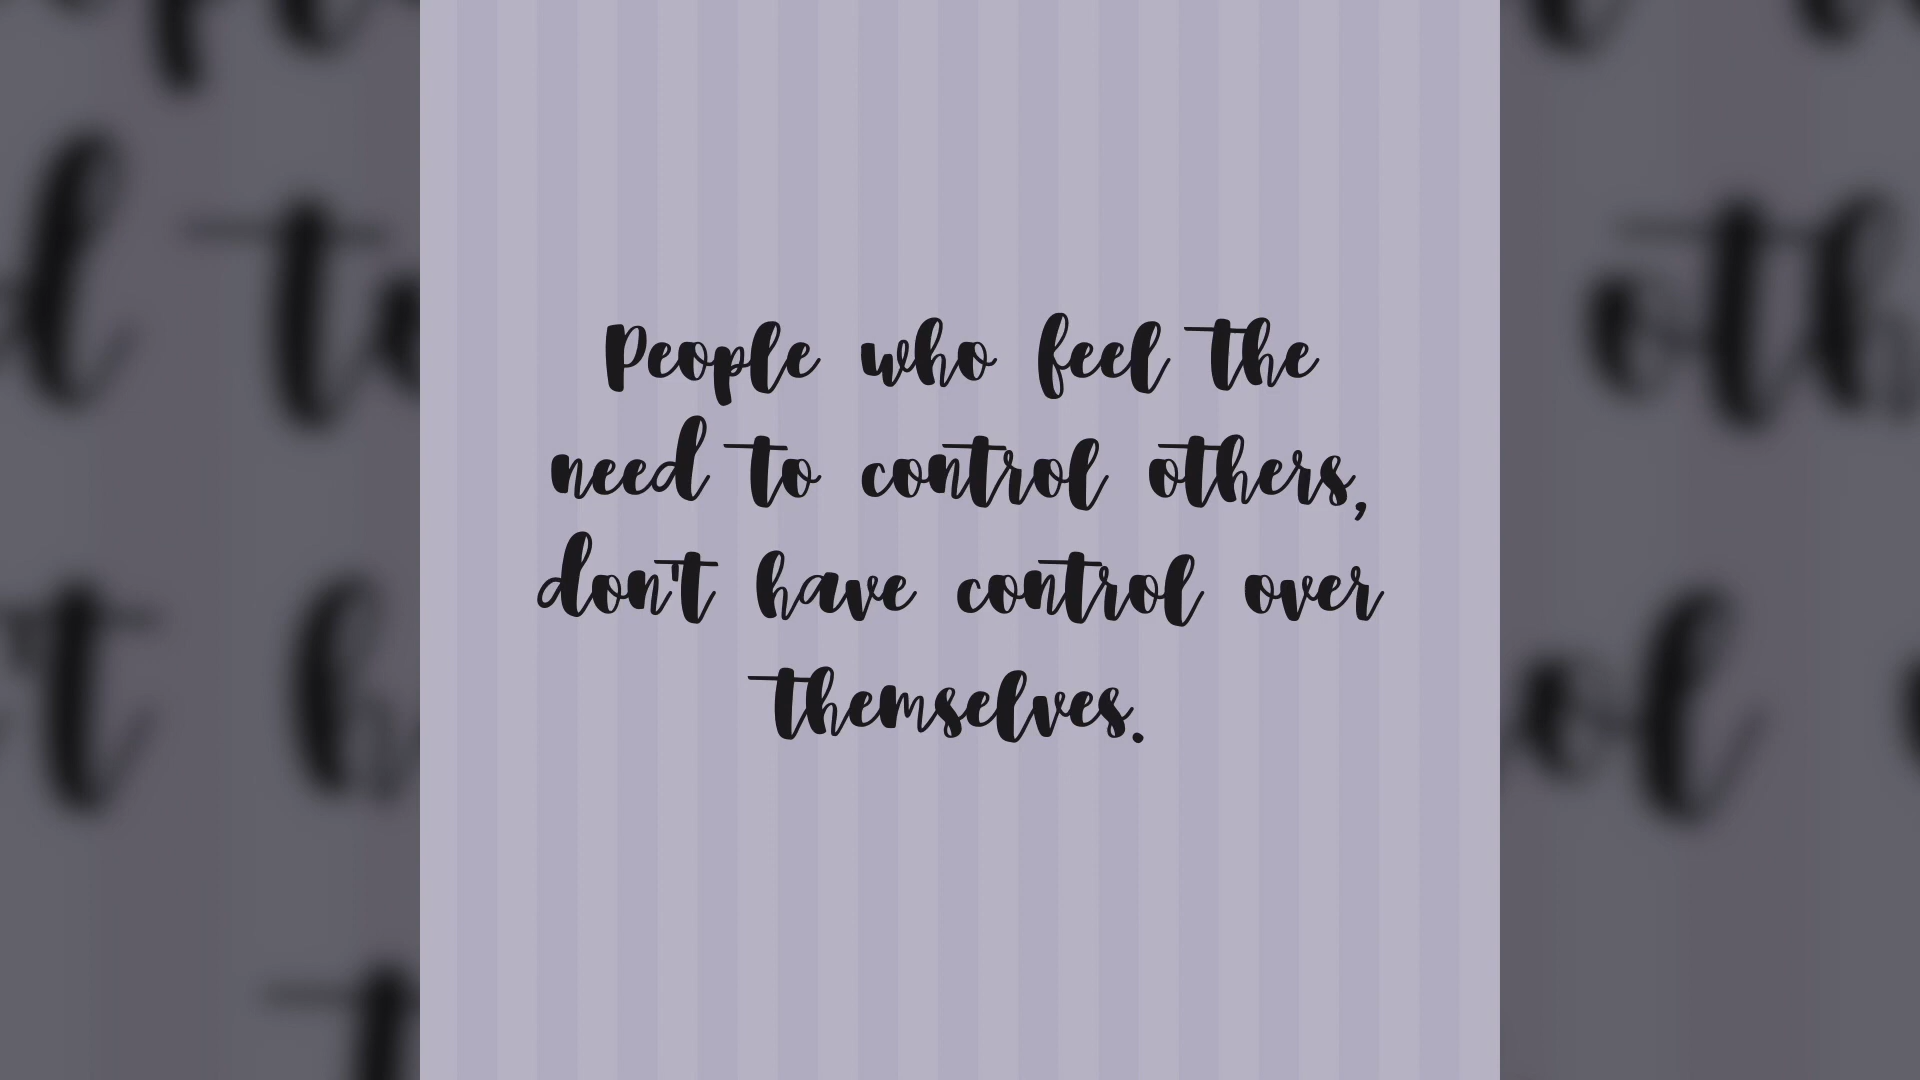 People who feel the
need to control others,
don't have control over
themselves.